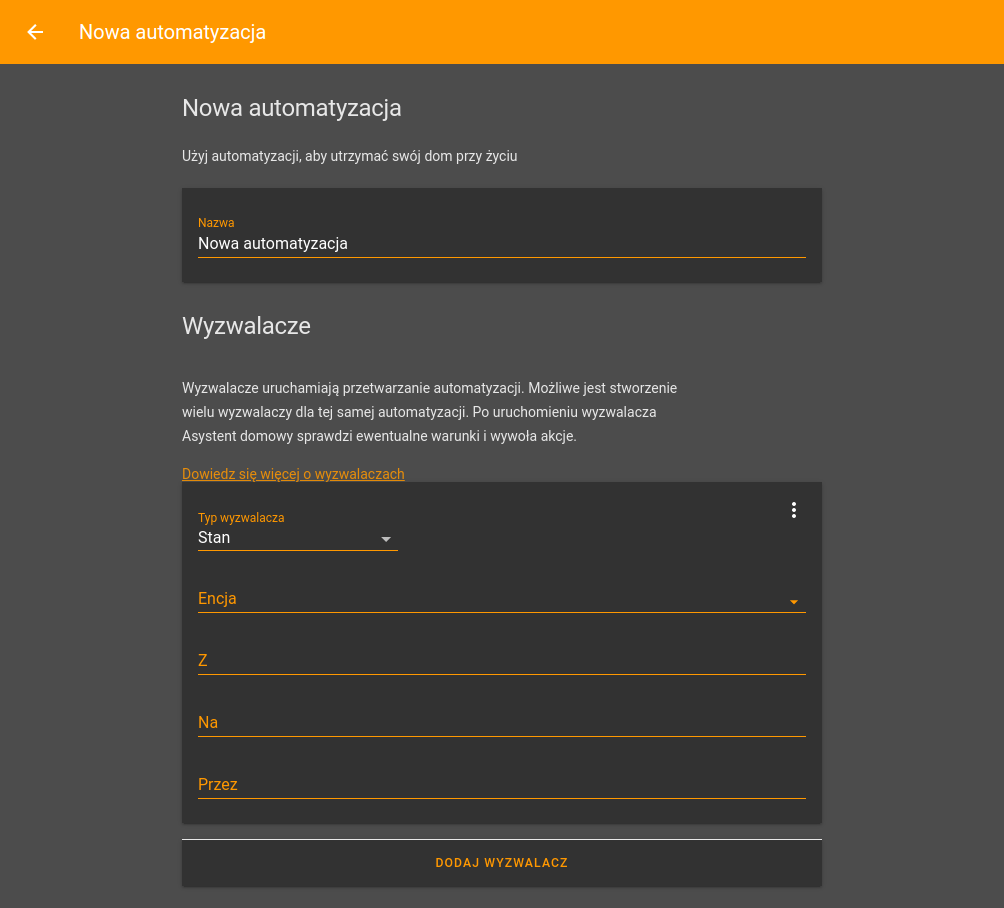 Nowa automatyzacja
Nowa automatyzacja
Użyj automatyzacji, aby utrzymać swój dom przy życiu
Nazwa
Nowa automatyzacja
Wyzwalacze
Wyzwalacze uruchamiają przetwarzanie automatyzacji. Możliwe jest stworzenie
wielu wyzwalaczy dla tej samej automatyzacji. Po uruchomieniu wyzwalacza
Asystent domowy sprawdzi ewentualne warunki i wywoła akcje.
Dowiedz się więcej o wyzwalaczach
Typ wyzwalacza
Stan
Encja
Z
Na
Przez
DODAJ WYZWALACZ